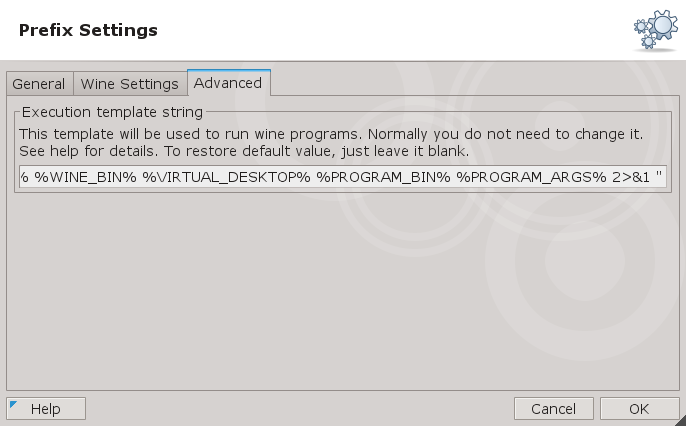 Prefix Settings
General Wine Settings Advanced
Execution template string
This template will be used to run wine programs. Normally you do not need to change it.
See help for details. To restore default value, just leave it blank.
% %WINE_BIN% %VIRTUAL_DESKTOP% %PROGRAM_BIN% %PROGRAM_ARGS% 2>&1 "
Help Cancel OK